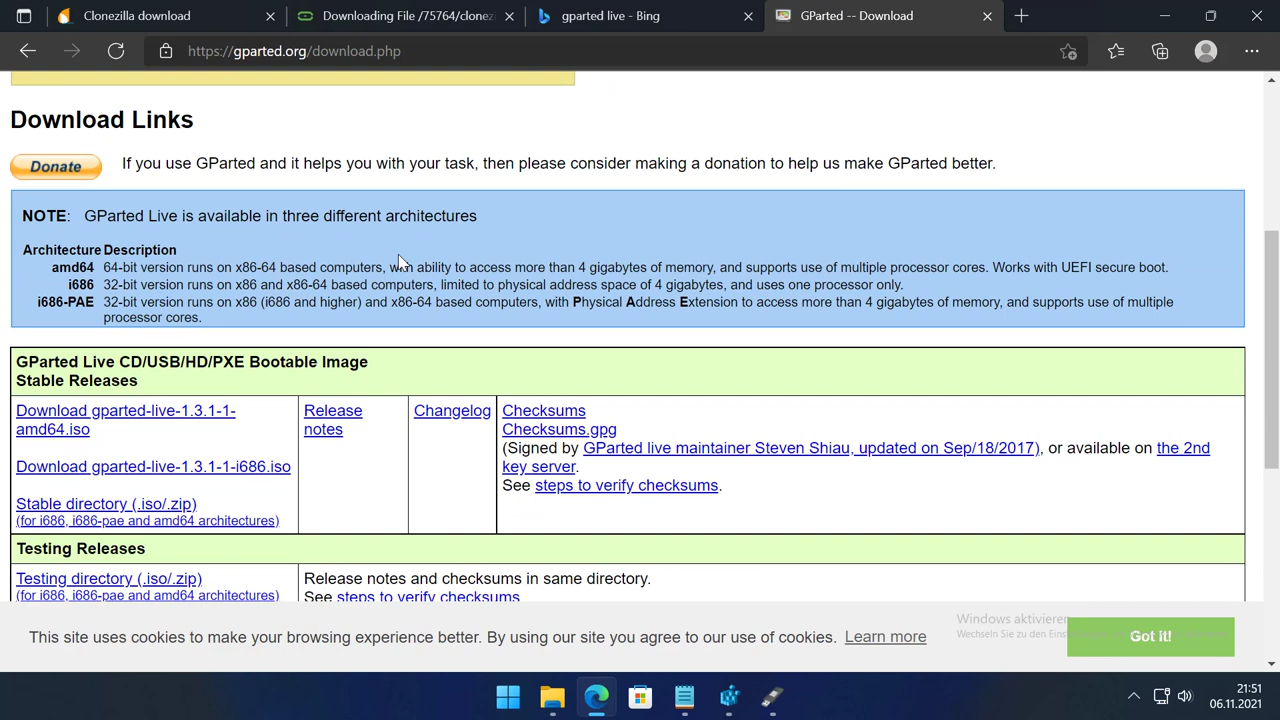 Clonezilla download
Downloading File /75764/clonez
gparted live - Bing
GParted -- Download
https://gparted.org/download.php
Download Links
Donate
If you use GParted and it helps you with your task, then please consider making a donation to help us make GParted better.
NOTE: GParted Live is available in three different architectures
Architecture Description
amd64 64-bit version runs on x86-64 based computers, with ability to access more than 4 gigabytes of memory, and supports use of multiple processor cores. Works with UEFI secure boot.
i686 32-bit version runs on x86 and x86-64 based computers, limited to physical address space of 4 gigabytes, and uses one processor only.
i686-PAE 32-bit version runs on x86 (i686 and higher) and x86-64 based computers, with Physical Address Extension to access more than 4 gigabytes of memory, and supports use of multiple
processor cores.
GParted Live CD/USB/HD/PXE Bootable Image
Stable Releases
Download gparted-live-1.3.1-1-
amd64.iso
Download gparted-live-1.3.1-1-i686.iso
Stable directory (.iso/.zip)
(for i686, i686-pae and amd64 architectures)
Release
notes
Changelog
Checksums
Checksums.gpg
(Signed by GParted live maintainer Steven Shiau, updated on Sep/18/2017), or available on the 2nd
key server.
See steps to verify checksums.
Testing Releases
Testing directory (.iso/.zip)
(for i686, i686-pae and amd64 architectures)
Release notes and checksums in same directory.
See steps to verify checksums
This site uses cookies to make your browsing experience better. By using our site you agree to our use of cookies. Learn more
Got it!
Windows aktivieren
Wechseln Sie zu den Eins
21:51
06.11.2021